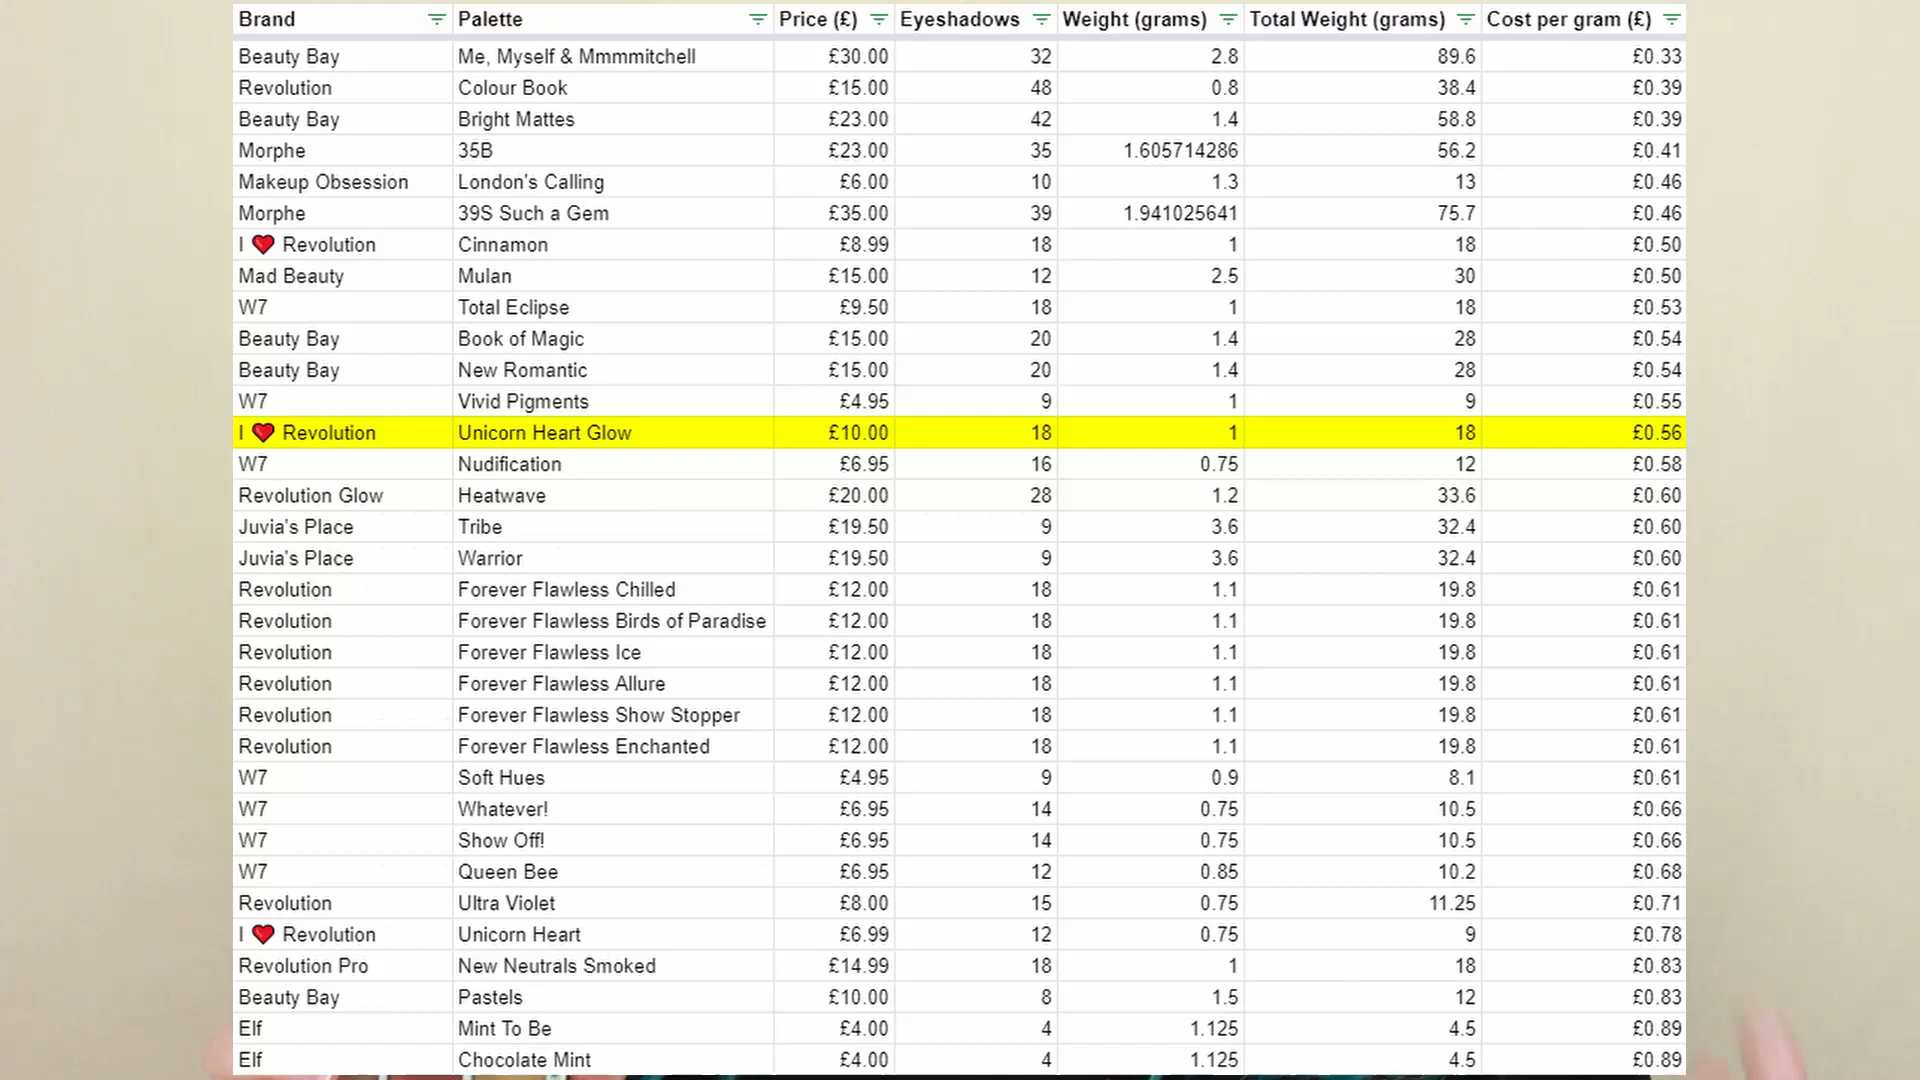 Brand Palette Price (£) Eyeshadows Weight (grams) Total Weight (grams) Cost per gram (£)
Beauty Bay Me, Myself & Mmmmitchell £30.00 32 2.8 89.6 £0.33
Revolution Colour Book £15.00 48 0.8 38.4 £0.39
Beauty Bay Bright Mattes £23.00 42 1.4 58.8 £0.39
Morphe 35B £23.00 35 1.605714286 56.2 £0.41
Makeup Obsession London's Calling £6.00 10 1.3 13 £0.46
Morphe 39S Such a Gem £35.00 39 1.941025641 75.7 £0.46
I ❤ Revolution Cinnamon £8.99 18 1 18 £0.50
Mad Beauty Mulan £15.00 12 2.5 30 £0.50
W7 Total Eclipse £9.50 18 1 18 £0.53
Beauty Bay Book of Magic £15.00 20 1.4 28 £0.54
Beauty Bay New Romantic £15.00 20 1.4 28 £0.54
W7 Vivid Pigments £4.95 9 1 9 £0.55
I ❤ Revolution Unicorn Heart Glow £10.00 18 1 18 £0.56
W7 Nudification £6.95 16 0.75 12 £0.58
Revolution Glow Heatwave £20.00 28 1.2 33.6 £0.60
Juvia's Place Tribe £19.50 9 3.6 32.4 £0.60
Juvia's Place Warrior £19.50 9 3.6 32.4 £0.60
Revolution Forever Flawless Chilled £12.00 18 1.1 19.8 £0.61
Revolution Forever Flawless Birds of Paradise £12.00 18 1.1 19.8 £0.61
Revolution Forever Flawless Ice £12.00 18 1.1 19.8 £0.61
Revolution Forever Flawless Allure £12.00 18 1.1 19.8 £0.61
Revolution Forever Flawless Show Stopper £12.00 18 1.1 19.8 £0.61
Revolution Forever Flawless Enchanted £12.00 18 1.1 19.8 £0.61
W7 Soft Hues £4.95 9 0.9 8.1 £0.61
W7 Whatever! £6.95 14 0.75 10.5 £0.66
W7 Show Off! £6.95 14 0.75 10.5 £0.66
W7 Queen Bee £6.95 12 0.85 10.2 £0.68
Revolution Ultra Violet £8.00 15 0.75 11.25 £0.71
I ❤ Revolution Unicorn Heart £6.99 12 0.75 9 £0.78
Revolution Pro New Neutrals Smoked £14.99 18 1 18 £0.83
Beauty Bay Pastels £10.00 8 1.5 12 £0.83
Elf Mint To Be £4.00 4 1.125 4.5 £0.89
Elf Chocolate Mint £4.00 4 1.125 4.5 £0.89